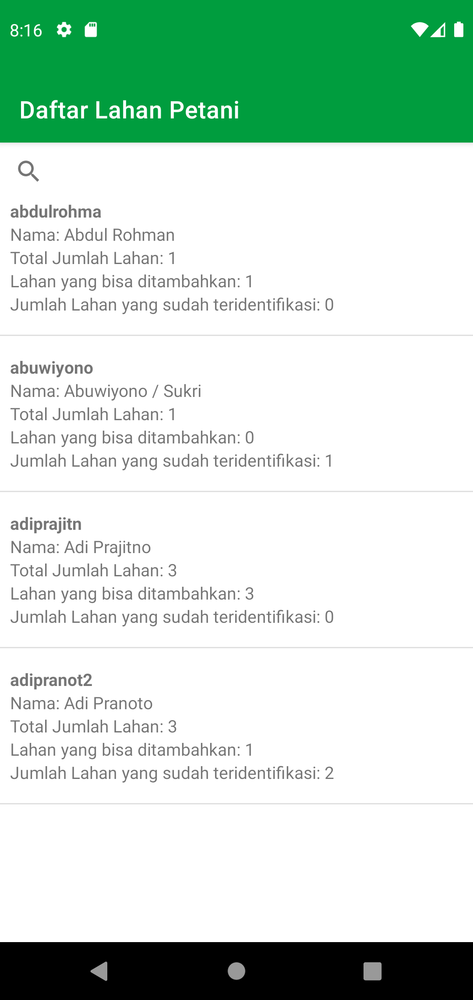 8:16
Daftar Lahan Petani
abdulrohma
Nama: Abdul Rohman
Total Jumlah Lahan: 1
Lahan yang bisa ditambahkan: 1
Jumlah Lahan yang sudah teridentifikasi: 0
abuwiyono
Nama: Abuwiyono / Sukri
Total Jumlah Lahan: 1
Lahan yang bisa ditambahkan: 0
Jumlah Lahan yang sudah teridentifikasi: 1
adiprajitn
Nama: Adi Prajitno
Total Jumlah Lahan: 3
Lahan yang bisa ditambahkan: 3
Jumlah Lahan yang sudah teridentifikasi: 0
adipranot2
Nama: Adi Pranoto
Total Jumlah Lahan: 3
Lahan yang bisa ditambahkan: 1
Jumlah Lahan yang sudah teridentifikasi: 2